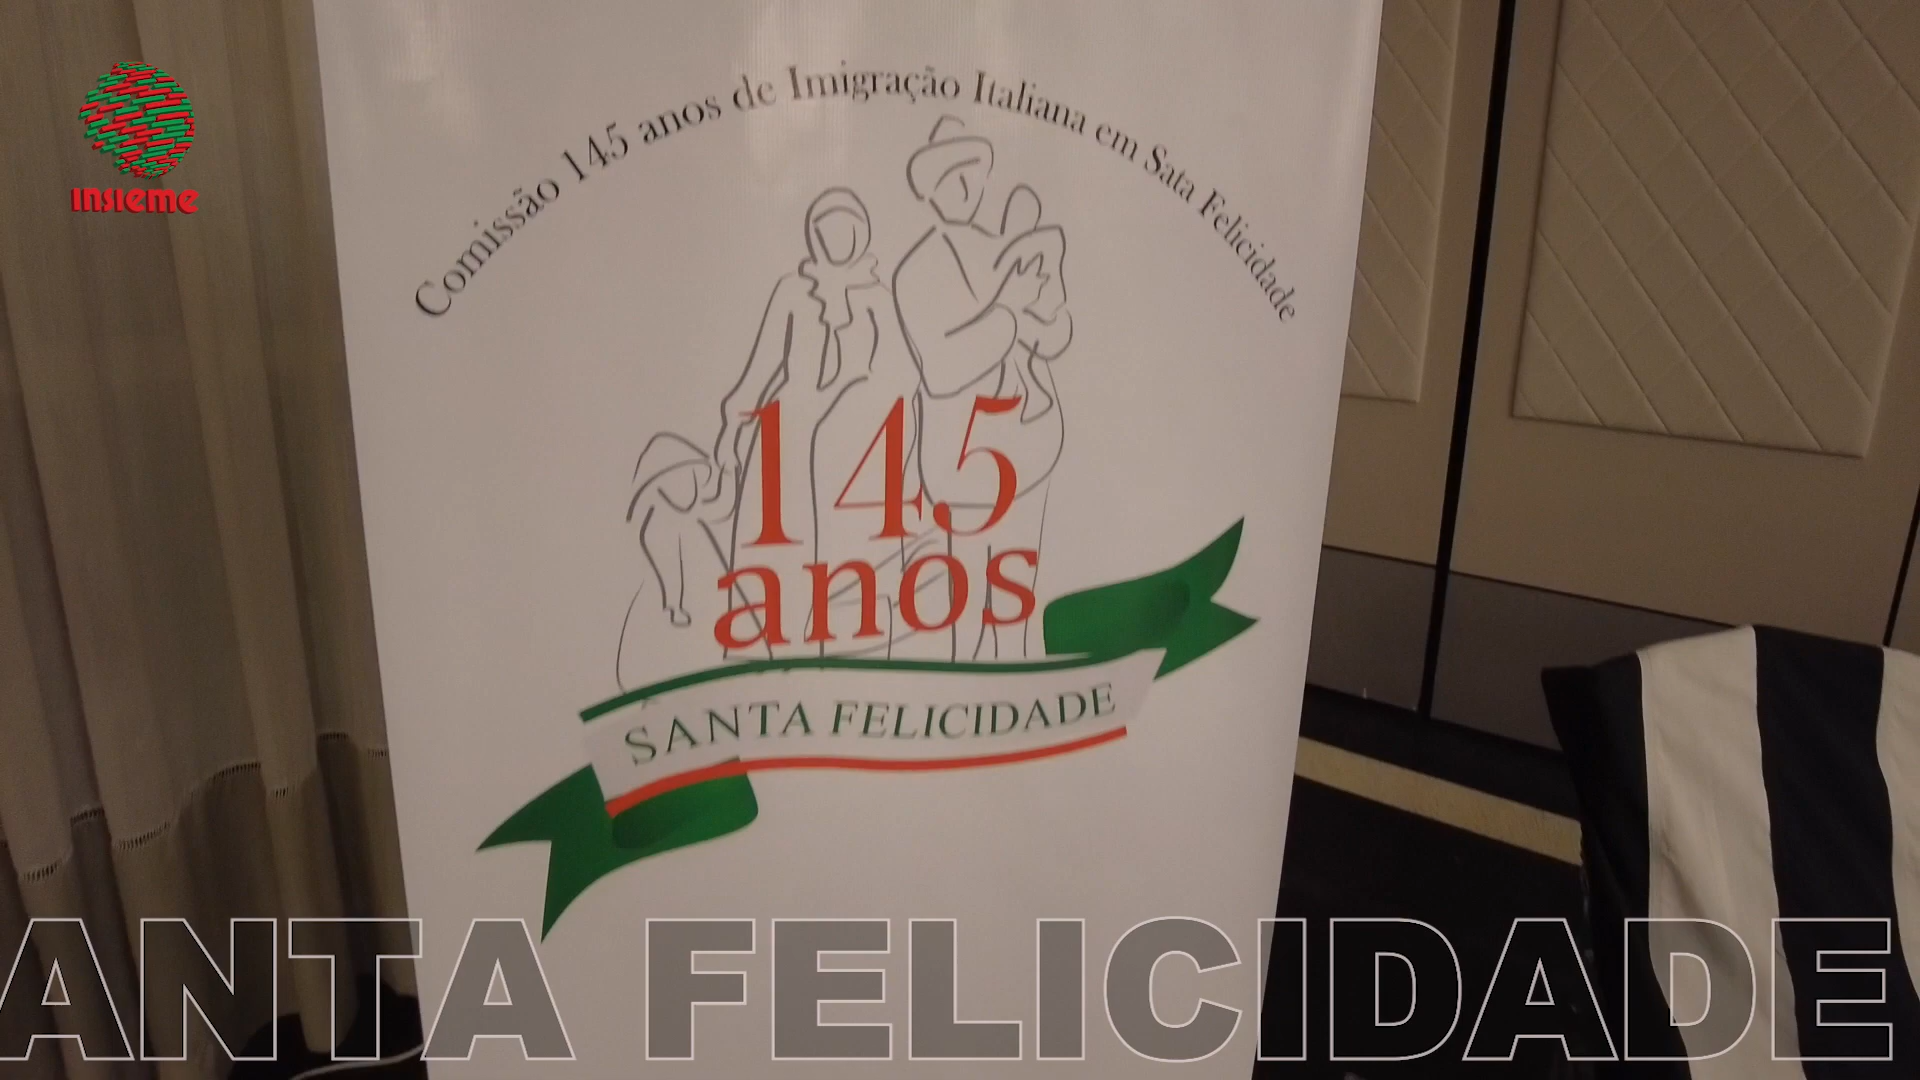 INSIEME
Comissão 145 anos de Imigração Italiana em Sata Felicidade
145
anos
SANTA FELICIDADE
ANTA FELICIDADE